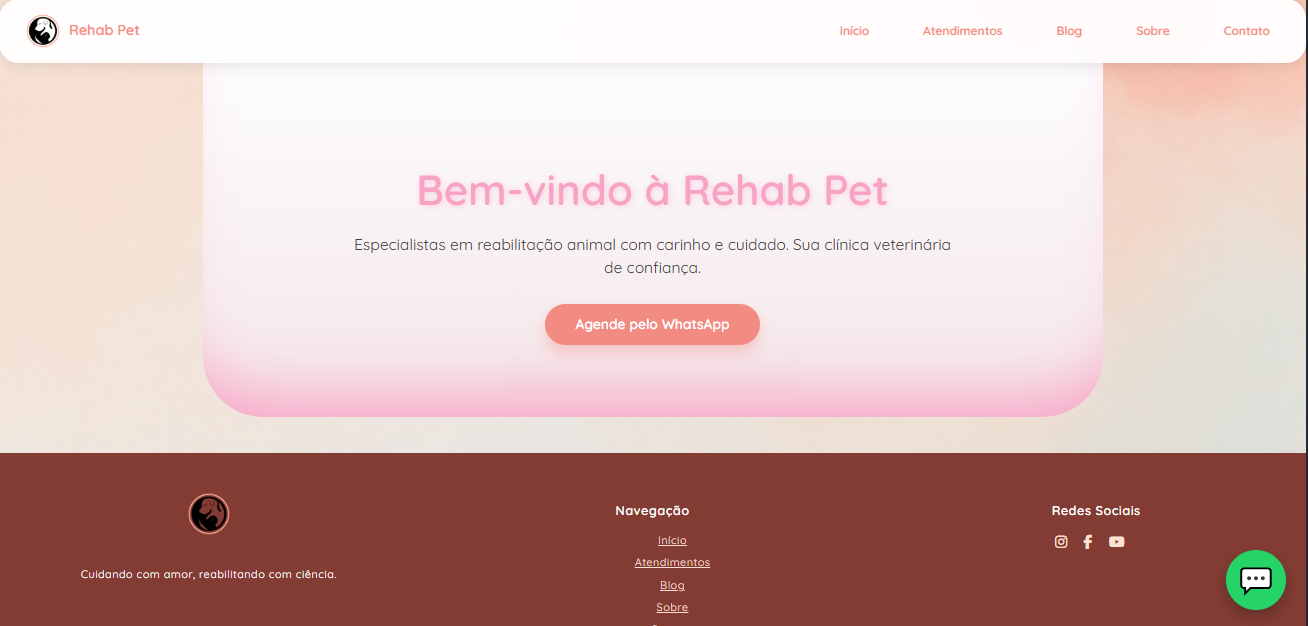 Rehab Pet
Início
Atendimentos
Blog
Sobre
Contato
Bem-vindo à Rehab Pet
Especialistas em reabilitação animal com carinho e cuidado. Sua clínica veterinária
de confiança.
Agende pelo WhatsApp
Cuidando com amor, reabilitando com ciência.
Navegação
Início
Atendimentos
Blog
Sobre
Redes Sociais